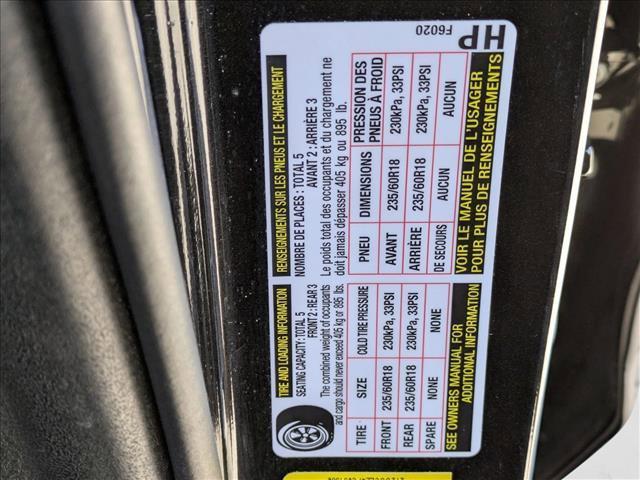 TIRE AND LOADING INFORMATION
SEATING CAPACITY: TOTAL 5
FRONT 2 : REAR 3
The combined weight of occupants
and cargo should never exceed 405 kg or 895 lbs.
TIRE SIZE COLD TIRE PRESSURE
FRONT 235/60R18 230kPa, 33PSI
REAR 235/60R18 230kPa, 33PSI
SPARE NONE NONE
SEE OWNERS MANUAL FOR
ADDITIONAL INFORMATION
RENSEIGNEMENTS SUR LES PNEUS ET LE CHARGEMENT
NOMBRE DE PLACES : TOTAL 5
AVANT 2 : ARRIÈRE 3
Le poids total des occupants et du chargement ne
doit jamais dépasser 405 kg ou 895 lb.
PNEU DIMENSIONS PRESSION DES
PNEUS À FROID
AVANT 235/60R18 230kPa, 33PSI
ARRIÈRE 235/60R18 230kPa, 33PSI
DE SECOURS AUCUN AUCUN
VOIR LE MANUEL DE L'USAGER
POUR PLUS DE RENSEIGNEMENTS
F6020
HP